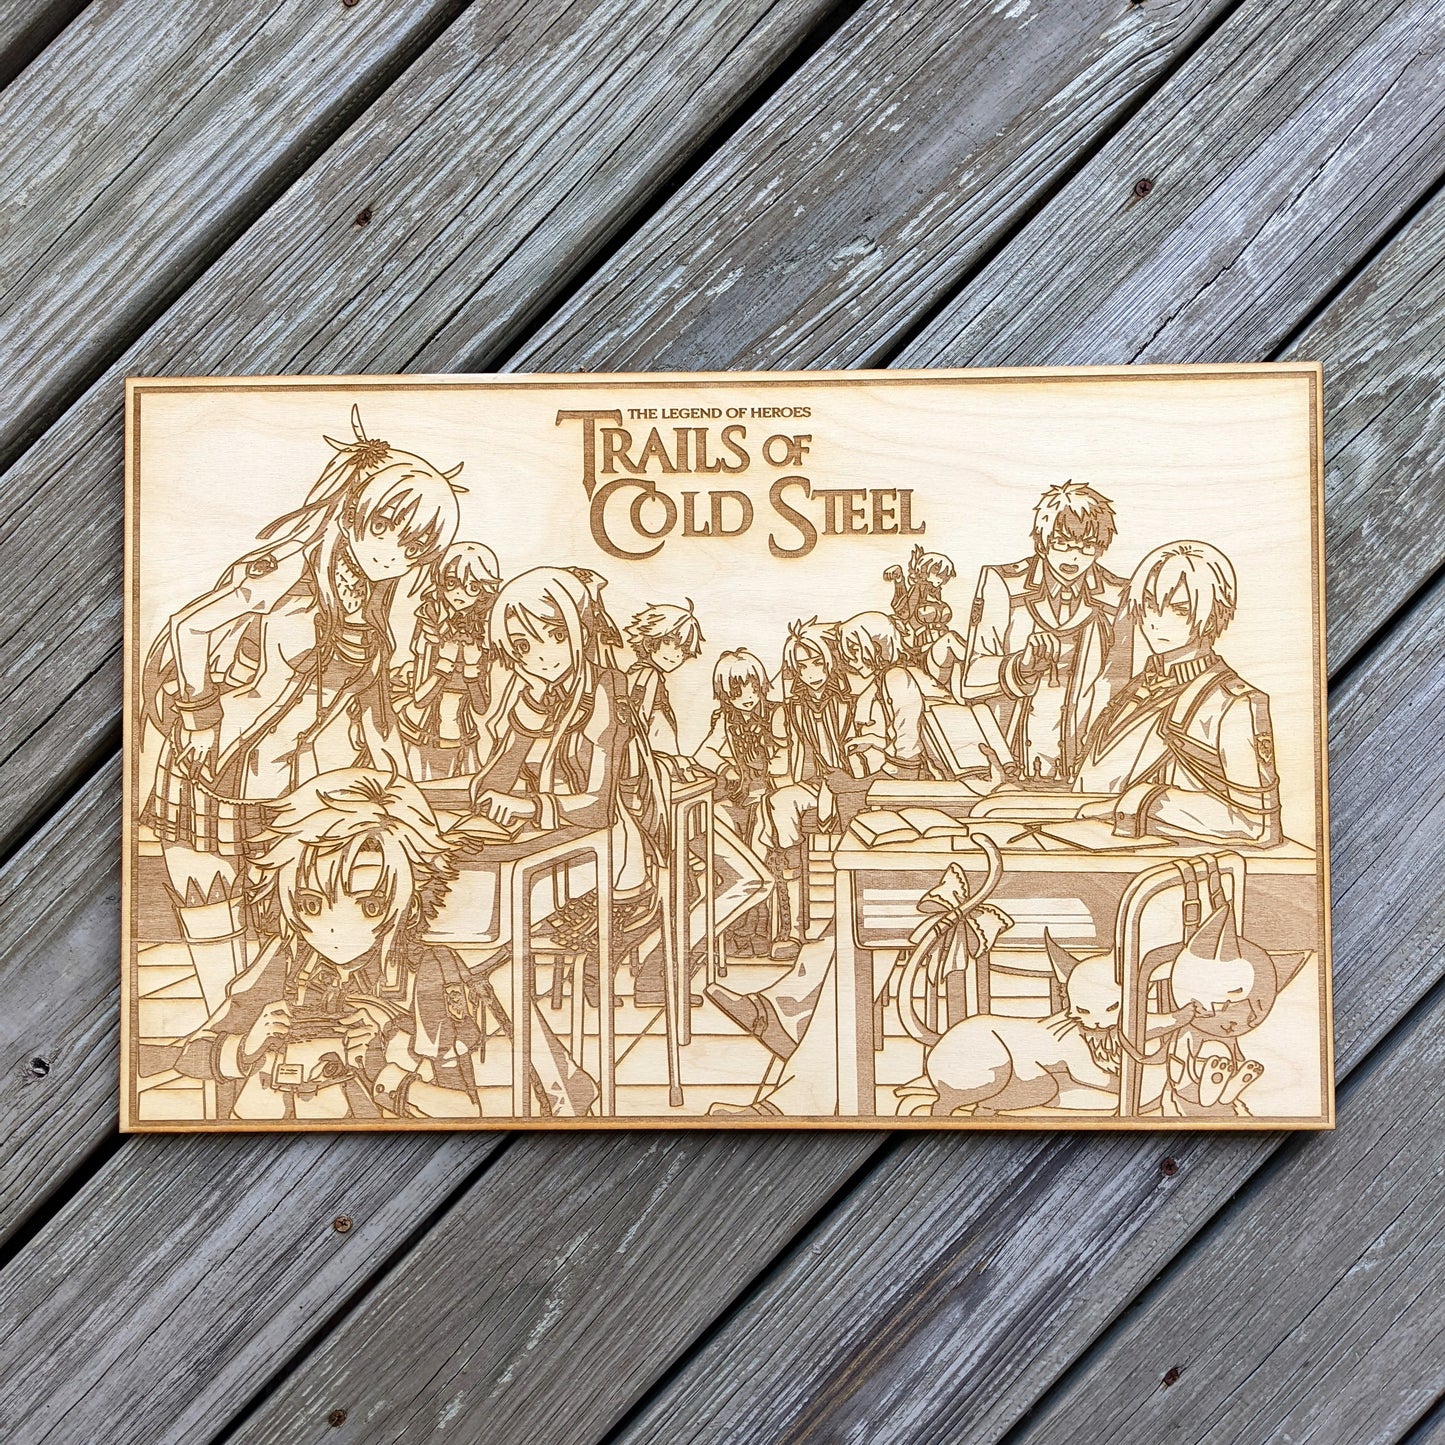 THE LEGEND OF HEROES
TRAILS OF
COLD STEEL